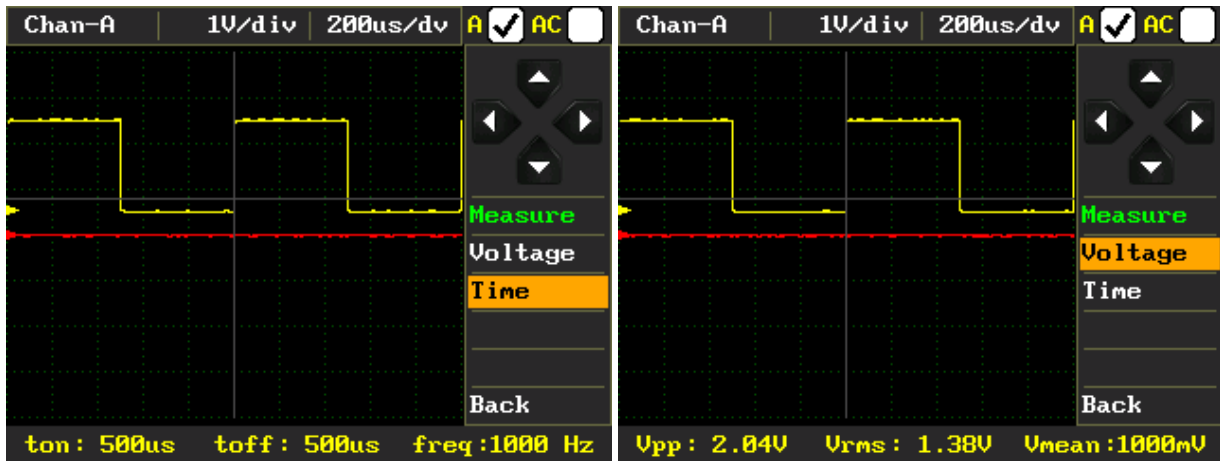 Chan-A 1V/div 200us/dv A AC
Measure
Voltage
Time
Back
ton: 500us toff: 500us freq:1000 Hz
Chan-A 1V/div 200us/dv A AC
Measure
Voltage
Time
Back
Vpp: 2.04V Vrms: 1.38V Vmean:1000mV